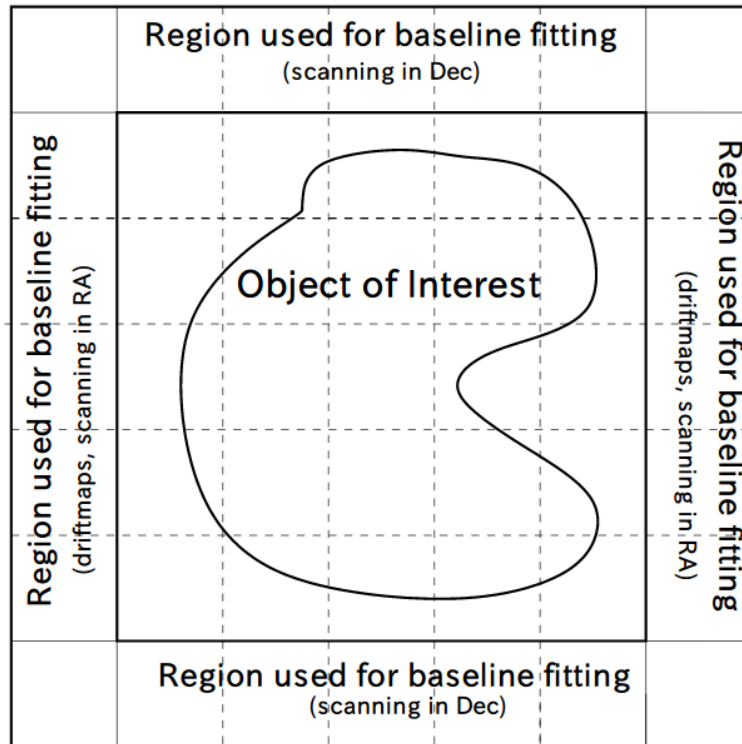 Region used for baseline fitting
(scanning in Dec)
Region used for baseline fitting
(driftmaps, scanning in RA)
Object of Interest
Region used for baseline fitting
(driftmaps, scanning in RA)
Region used for baseline fitting
(scanning in Dec)